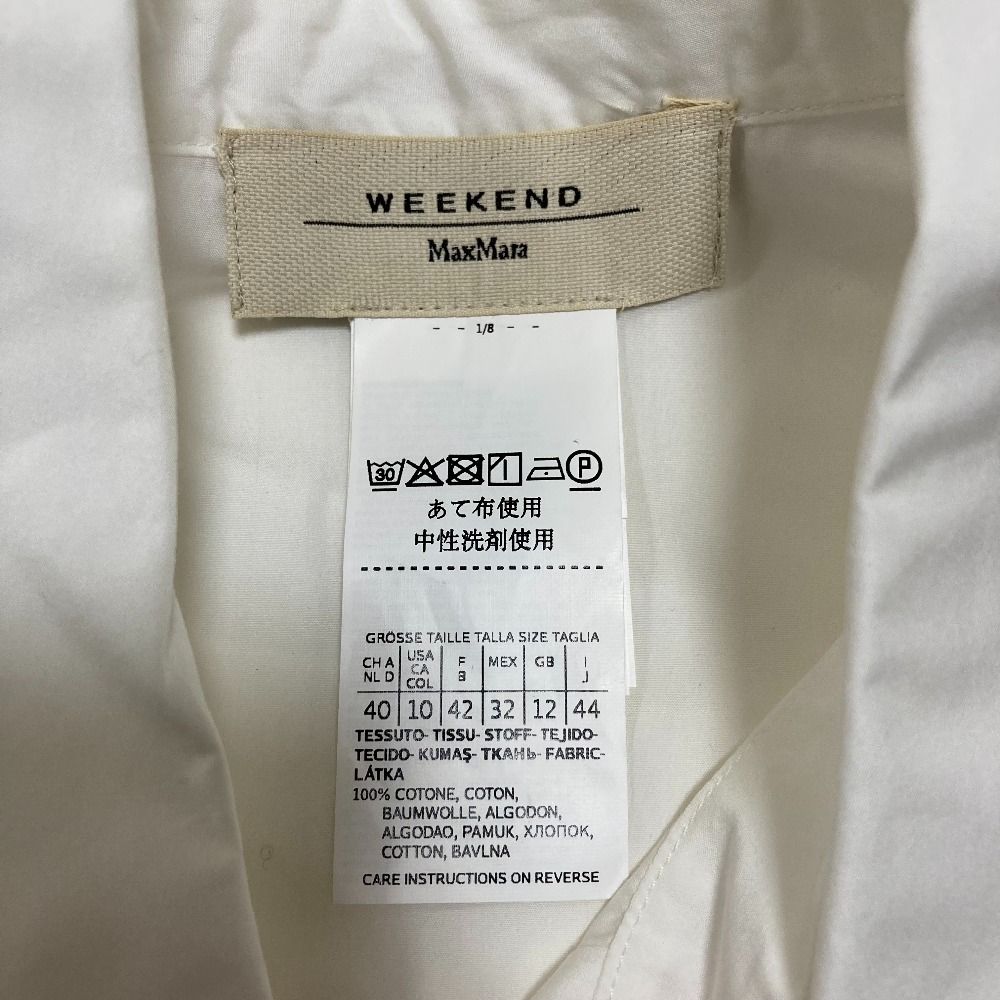 WEEKEND
MaxMara
- - 1/8 - -
30 P
あて布使用
中性洗剤使用
GRÖSSE TAILLE TALLA SIZE TAGLIA
CH A NL D USA CA COL F B MEX GB I J
40 10 42 32 12 44
TESSUTO- TISSU- STOFF- TEJIDO-
TECIDO- KUMAŞ- ТКАНЬ- FABRIC-
LÁTKA
100% COTONE, COTON,
BAUMWOLLE, ALGODON,
ALGODAO, PAMUK, ХЛОПОК,
COTTON, BAVLNA
CARE INSTRUCTIONS ON REVERSE